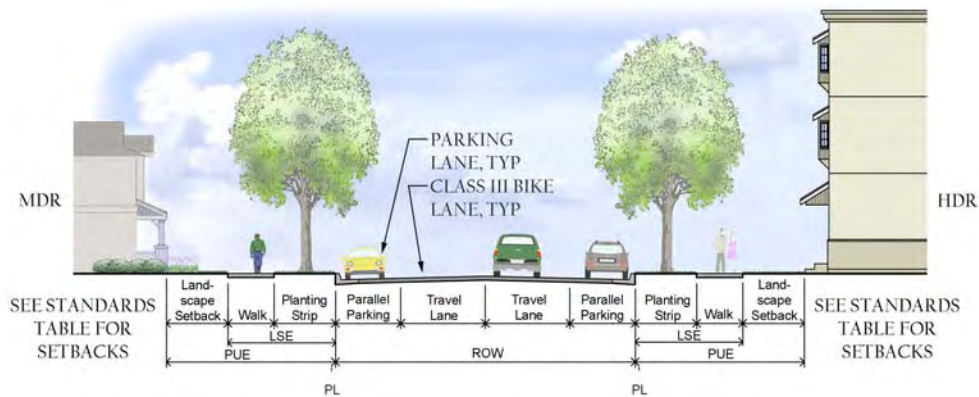 PARKING
LANE, TYP
CLASS III BIKE
LANE, TYP
MDR
HDR
SEE STANDARDS
TABLE FOR
SETBACKS
Land-
scape
Setback
Walk
Planting
Strip
Parallel
Parking
Travel
Lane
Travel
Lane
Parallel
Parking
Planting
Strip
Walk
Land-
scape
Setback
SEE STANDARDS
TABLE FOR
SETBACKS
LSE
LSE
PUE
ROW
PUE
PL
PL